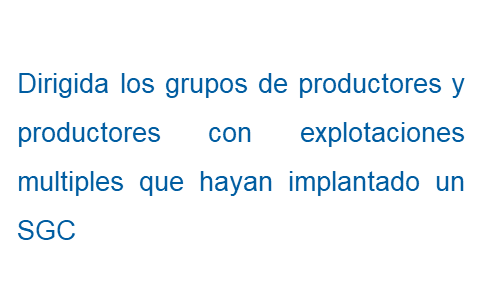 Dirigida los grupos de productores y
productores con explotaciones
multiples que hayan implantado un
SGC